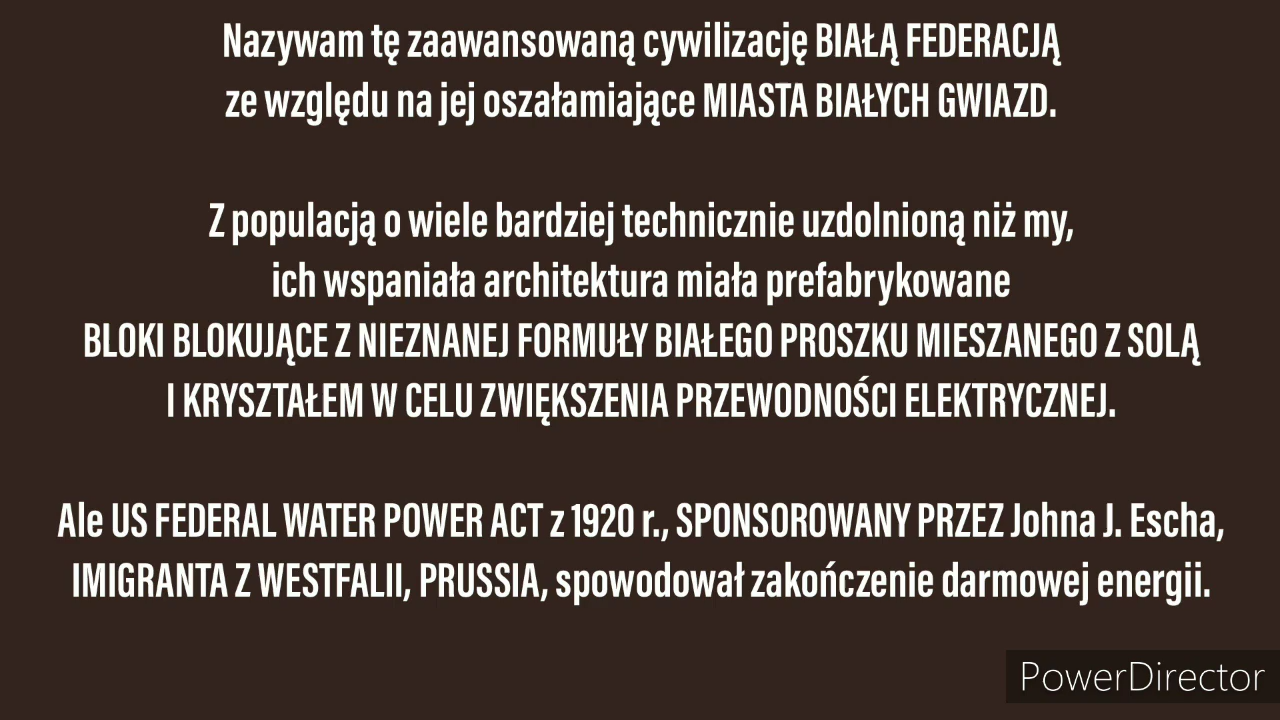 Nazywam tę zaawansowaną cywilizację BIAŁĄ FEDERACJĄ
ze względu na jej oszałamiające MIASTA BIAŁYCH GWIAZD.
Z populacją o wiele bardziej technicznie uzdolnioną niż my,
ich wspaniała architektura miała prefabrykowane
BLOKI BLOKUJĄCE Z NIEZNANEJ FORMUŁY BIAŁEGO PROSZKU MIESZANEGO Z SOLĄ
I KRYSZTAŁEM W CELU ZWIĘKSZENIA PRZEWODNOŚCI ELEKTRYCZNEJ.
Ale US FEDERAL WATER POWER ACT z 1920 r., SPONSOROWANY PRZEZ Johna J. Escha,
IMIGRANTA Z WESTFALII, PRUSSIA, spowodował zakończenie darmowej energii.
PowerDirector